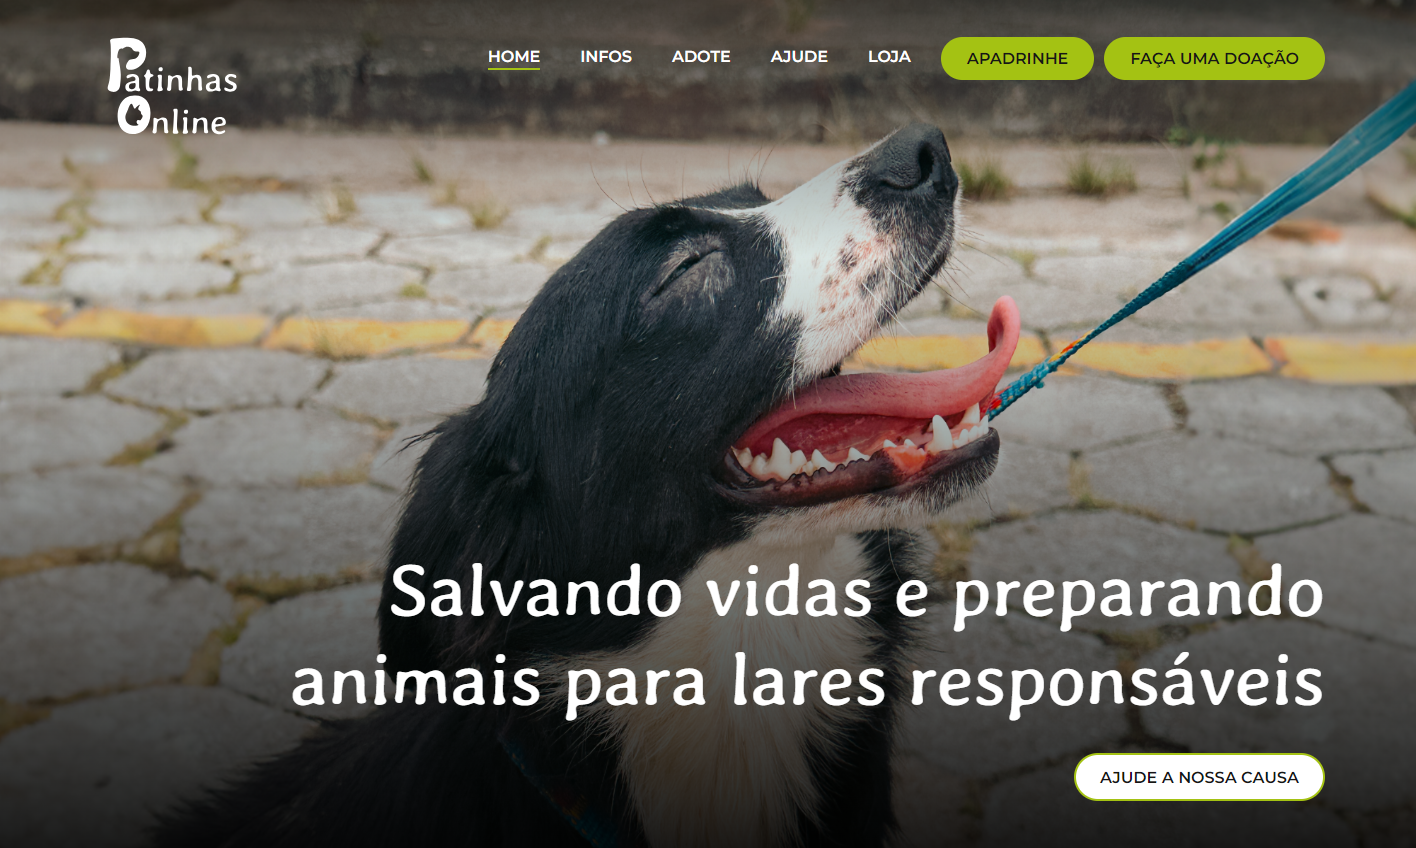 Patinhas
Online
HOME INFOS ADOTE AJUDE LOJA APADRINHE FAÇA UMA DOAÇÃO
Salvando vidas e preparando
animais para lares responsáveis
AJUDE A NOSSA CAUSA